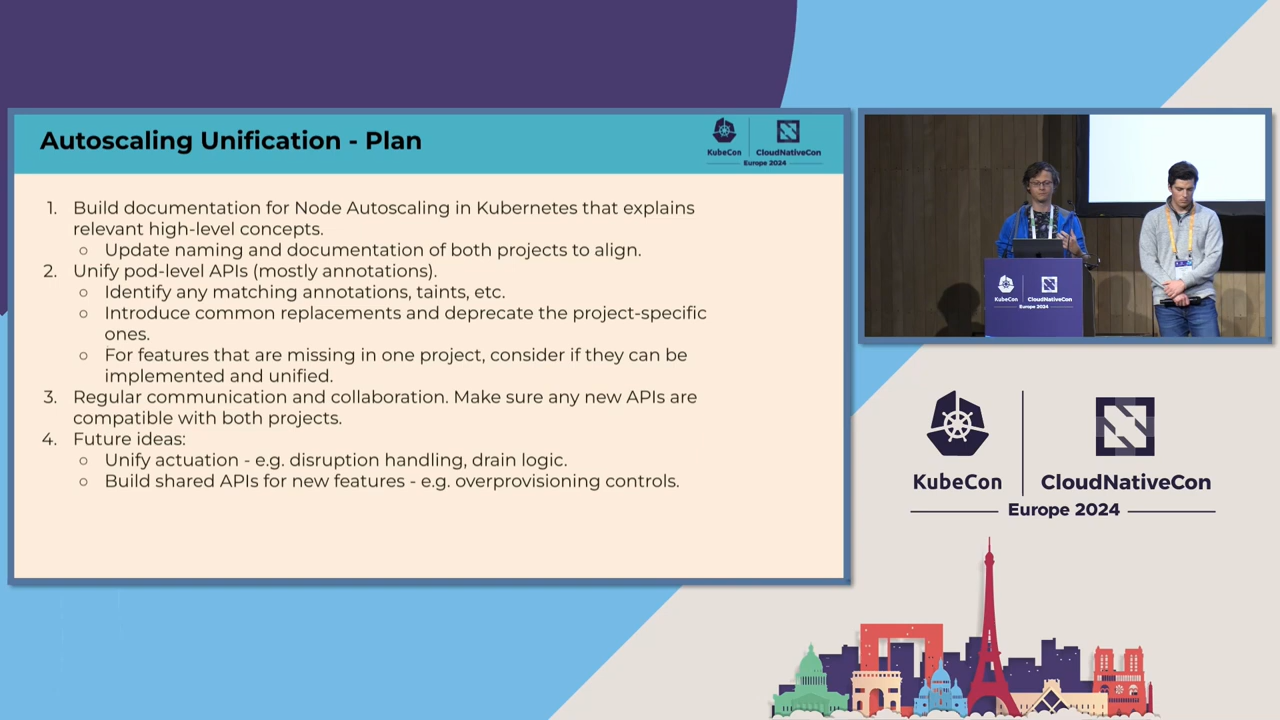 Autoscaling Unification - Plan
KubeCon
CloudNativeCon
Europe 2024
1. Build documentation for Node Autoscaling in Kubernetes that explains
relevant high-level concepts.
○ Update naming and documentation of both projects to align.
2. Unify pod-level APIs (mostly annotations).
○ Identify any matching annotations, taints, etc.
○ Introduce common replacements and deprecate the project-specific
ones.
○ For features that are missing in one project, consider if they can be
implemented and unified.
3. Regular communication and collaboration. Make sure any new APIs are
compatible with both projects.
4. Future ideas:
○ Unify actuation - e.g. disruption handling, drain logic.
○ Build shared APIs for new features - e.g. overprovisioning controls.
KubeCon
CloudNativeCon
Europe 2024
KubeCon
CloudNativeCon
Europe 2024